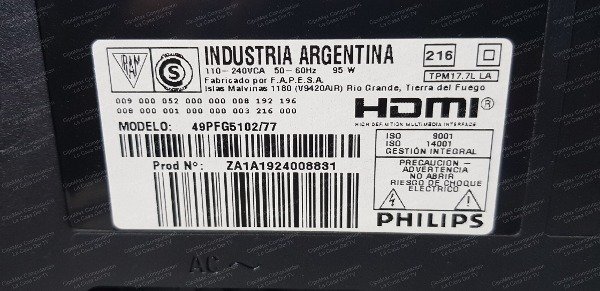 IRAM
S
INDUSTRIA ARGENTINA
216
110-240VCA 50-60Hz 95 W
TPM17.7L LA
Fabricado por F.A.P.E.S.A.
Islas Malvinas 1180 (V9420AIR) Rio Grande, Tierra del Fuego
009 000 052 000 000 008 192 196
008 000 001 000 000 003 216 000
HDMI®
HIGH DEFINITION MULTIMEDIA INTERFACE
MODELO: 49PFG5102/77
ISO 9001
ISO 14001
GESTIÓN INTEGRAL
Prod Nº: ZA1A1924008831
PRECAUCION -
ADVERTENCIA
NO ABRIR
RIESGO DE CHOQUE
ELECTRICO
PHILIPS
AC ~